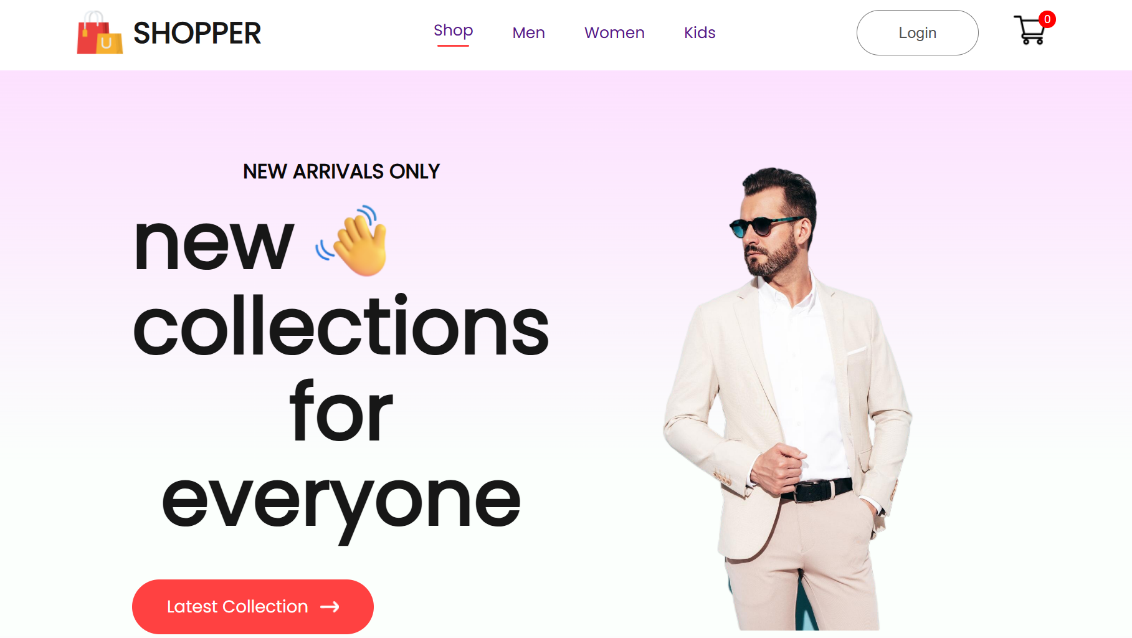 U
SHOPPER
Shop
Men
Women
Kids
Login
0
NEW ARRIVALS ONLY
new
collections
for
everyone
Latest Collection →